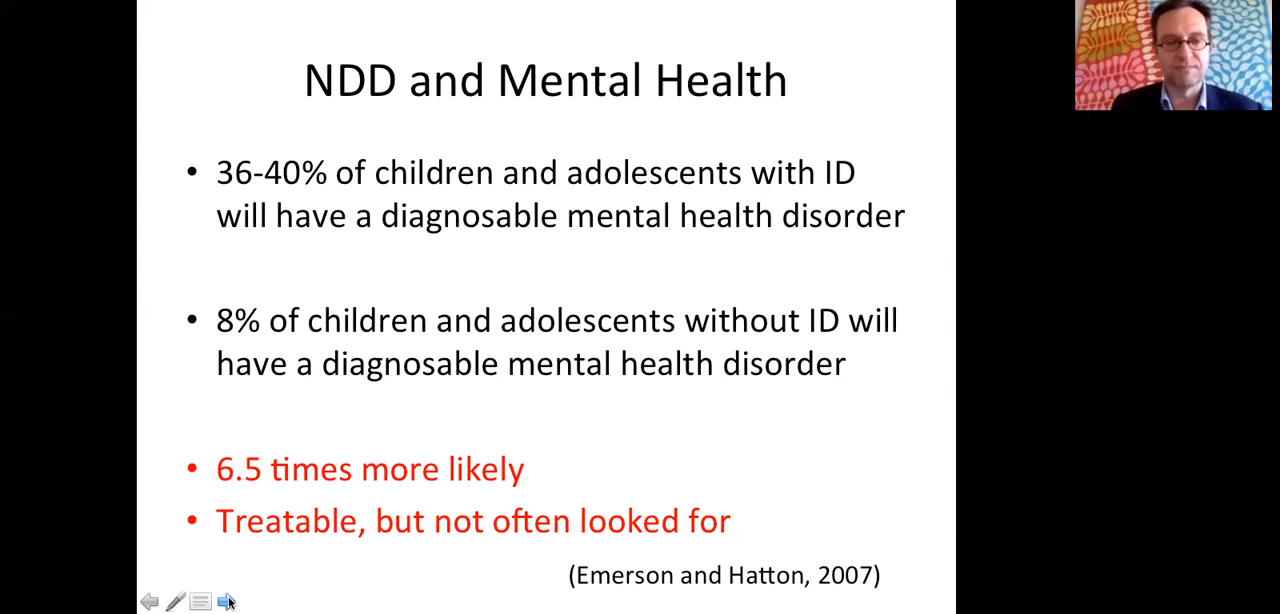 NDD and Mental Health
• 36-40% of children and adolescents with ID
will have a diagnosable mental health disorder
• 8% of children and adolescents without ID will
have a diagnosable mental health disorder
• 6.5 times more likely
• Treatable, but not often looked for
(Emerson and Hatton, 2007)